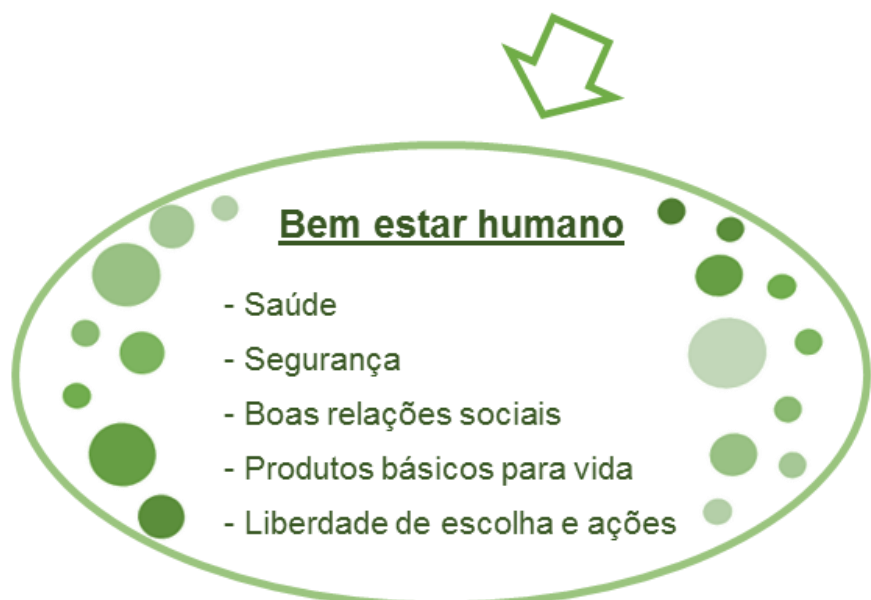 Bem estar humano
- Saúde
- Segurança
- Boas relações sociais
- Produtos básicos para vida
- Liberdade de escolha e ações